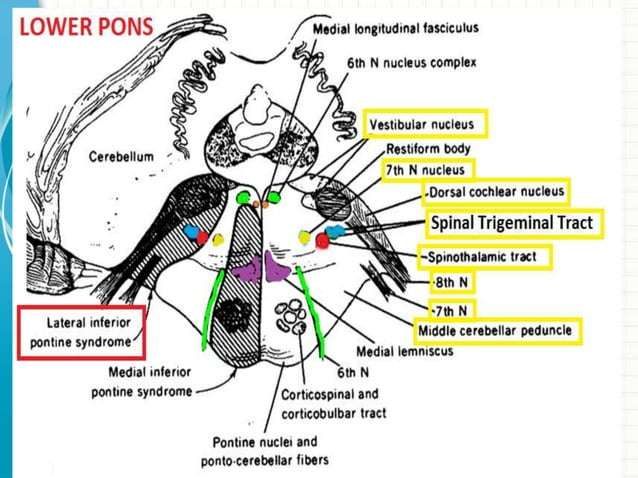 LOWER PONS
Medial longitudinal fasciculus
6th N nucleus complex
Vestibular nucleus
Restiform body
7th N nucleus
Cerebellum
Dorsal cochlear nucleus
Spinal Trigeminal Tract
Spinothalamic tract
8th N
7th N
Middle cerebellar peduncle
Lateral inferior
pontine syndrome
Medial lemniscus
6th N
Medial inferior
pontine syndrome
Corticospinal and
corticobulbar tract
Pontine nuclei and
ponto-cerebellar fibers